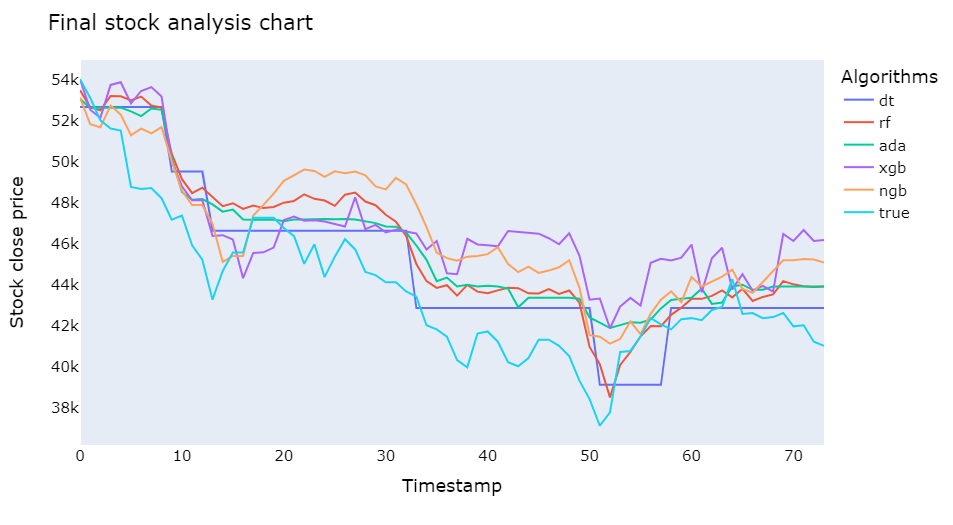 Final stock analysis chart
Stock close price
54k
52k
50k
48k
46k
44k
42k
40k
38k
0 10 20 30 40 50 60 70
Timestamp
Algorithms
dt
rf
ada
xgb
ngb
true